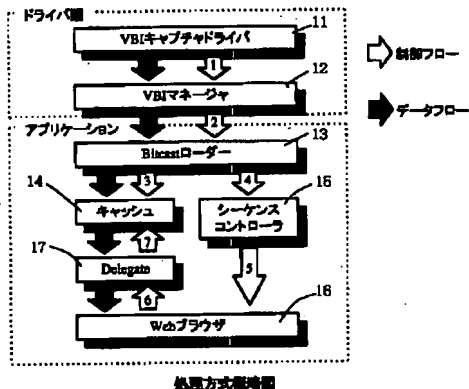 ドライバ層
VBIキャプチャドライバ
11
1
制御フロー
VBIマネージャ
12
データフロー
2
アプリケーション
13
Bitcastローダー
3
4
14
キャッシュ
シーケンス
コントローラ
15
7
17
Delegate
5
6
Webブラウザ
16
処理方式概略図